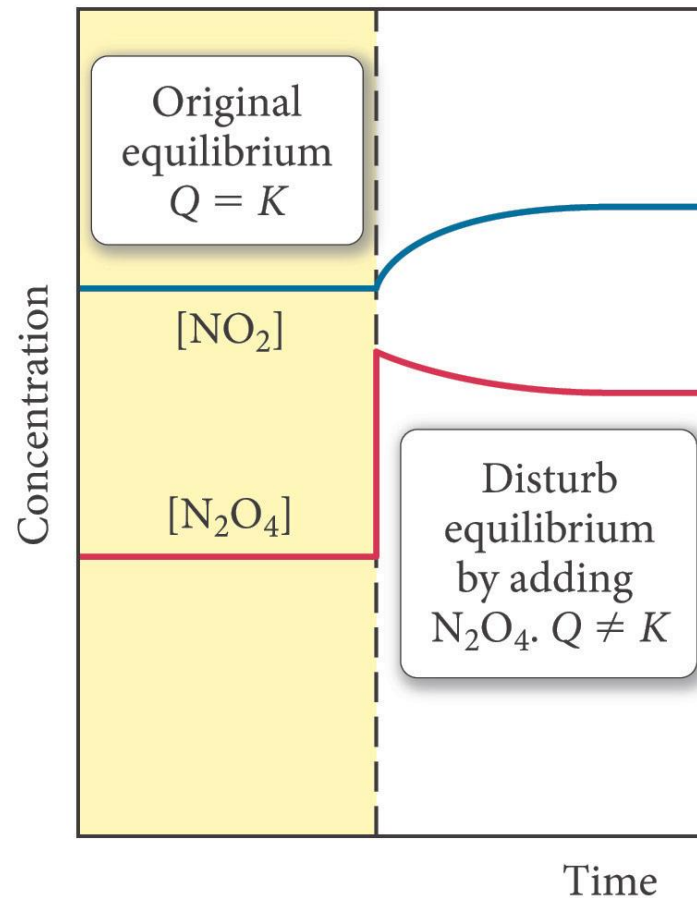 Original
equilibrium
Q = K
[NO₂]
[N₂O₄]
Disturb
equilibrium
by adding
N₂O₄. Q ≠ K
Concentration
Time